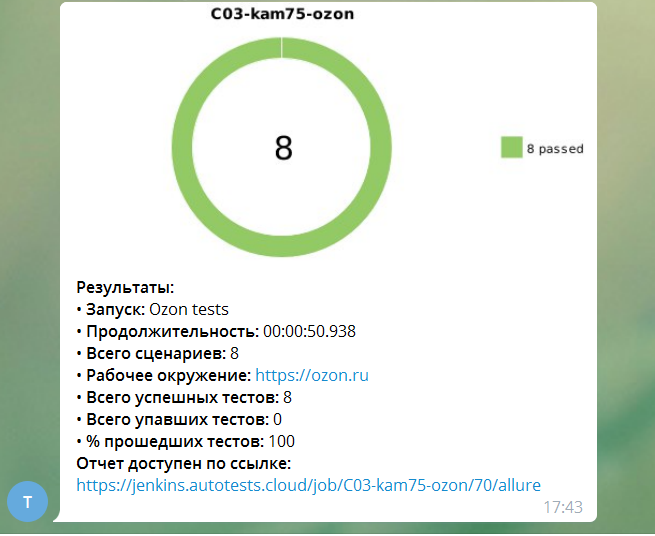 C03-kam75-ozon
8
8 passed
Результаты:
• Запуск: Ozon tests
• Продолжительность: 00:00:50.938
• Всего сценариев: 8
• Рабочее окружение: https://ozon.ru
• Всего успешных тестов: 8
• Всего упавших тестов: 0
• % прошедших тестов: 100
Отчет доступен по ссылке:
https://jenkins.autotests.cloud/job/C03-kam75-ozon/70/allure
T
17:43